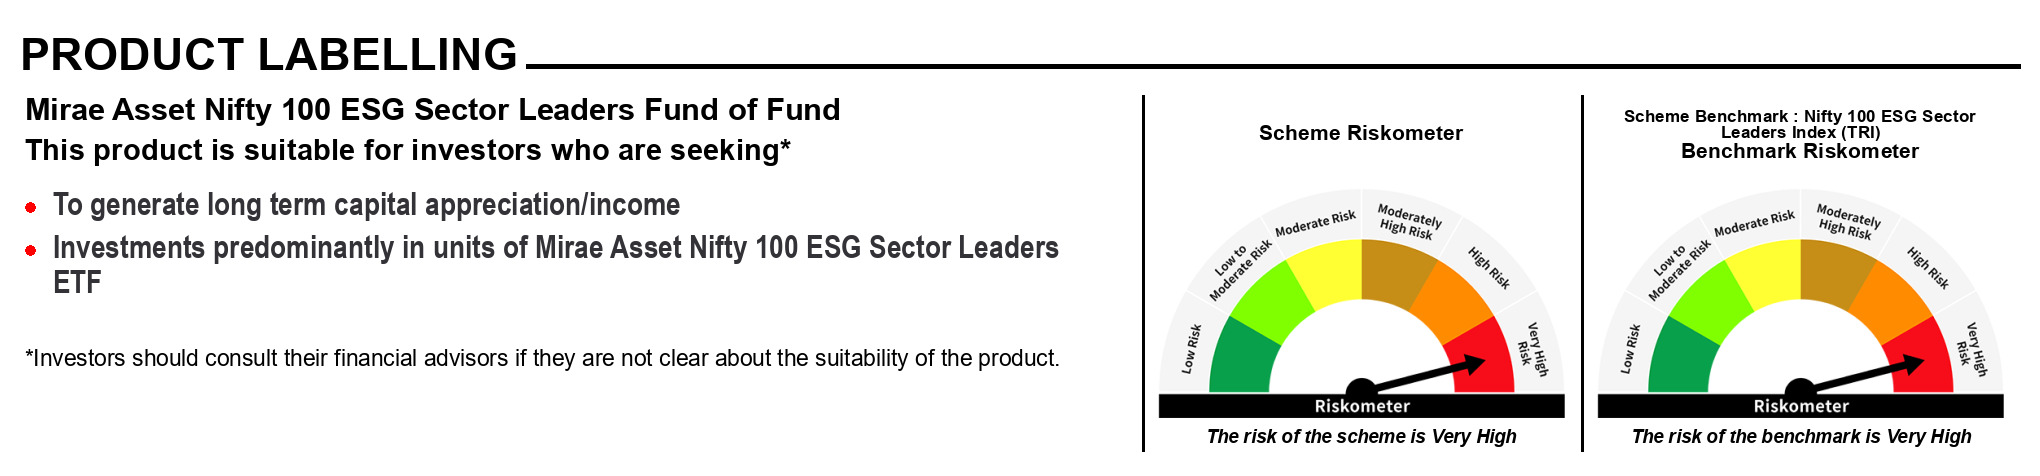 PRODUCT LABELLING
Mirae Asset Nifty 100 ESG Sector Leaders Fund of Fund
This product is suitable for investors who are seeking*
• To generate long term capital appreciation/income
• Investments predominantly in units of Mirae Asset Nifty 100 ESG Sector Leaders
ETF
*Investors should consult their financial advisors if they are not clear about the suitability of the product.
Scheme Riskometer
Low Risk
Low to
Moderate Risk
Moderate Risk
Moderately
High Risk
High Risk
Very High
Risk
Riskometer
The risk of the scheme is Very High
Scheme Benchmark : Nifty 100 ESG Sector
Leaders Index (TRI)
Benchmark Riskometer
Low Risk
Low to
Moderate Risk
Moderate Risk
Moderately
High Risk
High Risk
Very High
Risk
Riskometer
The risk of the benchmark is Very High